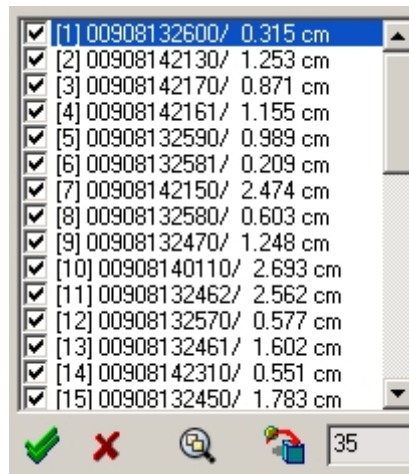 [1] 00908132600/ 0.315 cm
[2] 00908142130/ 1.253 cm
[3] 00908142170/ 0.871 cm
[4] 00908142161/ 1.155 cm
[5] 00908132590/ 0.989 cm
[6] 00908132581/ 0.209 cm
[7] 00908142150/ 2.474 cm
[8] 00908132580/ 0.603 cm
[9] 00908132470/ 1.248 cm
[10] 00908140110/ 2.693 cm
[11] 00908132462/ 2.562 cm
[12] 00908132570/ 0.577 cm
[13] 00908132461/ 1.602 cm
[14] 00908142310/ 0.551 cm
[15] 00908132450/ 1.783 cm
35